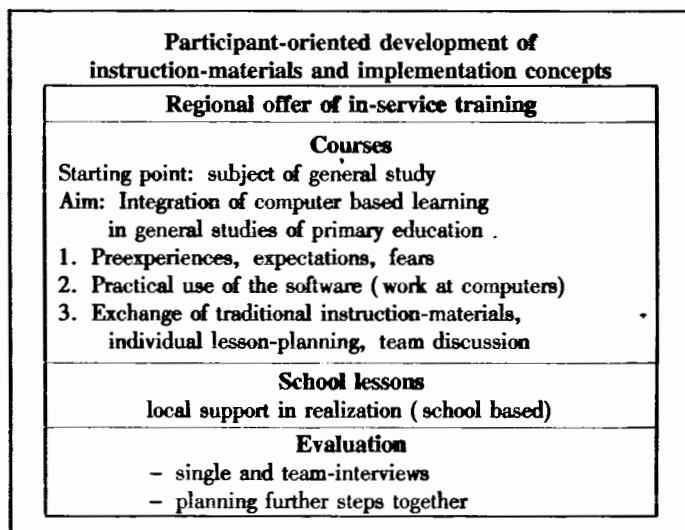 Participant-oriented development of
instruction-materials and implementation concepts
Regional offer of in-service training
Courses
Starting point: subject of general study
Aim: Integration of computer based learning
in general studies of primary education .
1. Preexperiences, expectations, fears
2. Practical use of the software ( work at computers)
3. Exchange of traditional instruction-materials,
individual lesson-planning, team discussion
School lessons
local support in realization ( school based)
Evaluation
– single and team-interviews
– planning further steps together